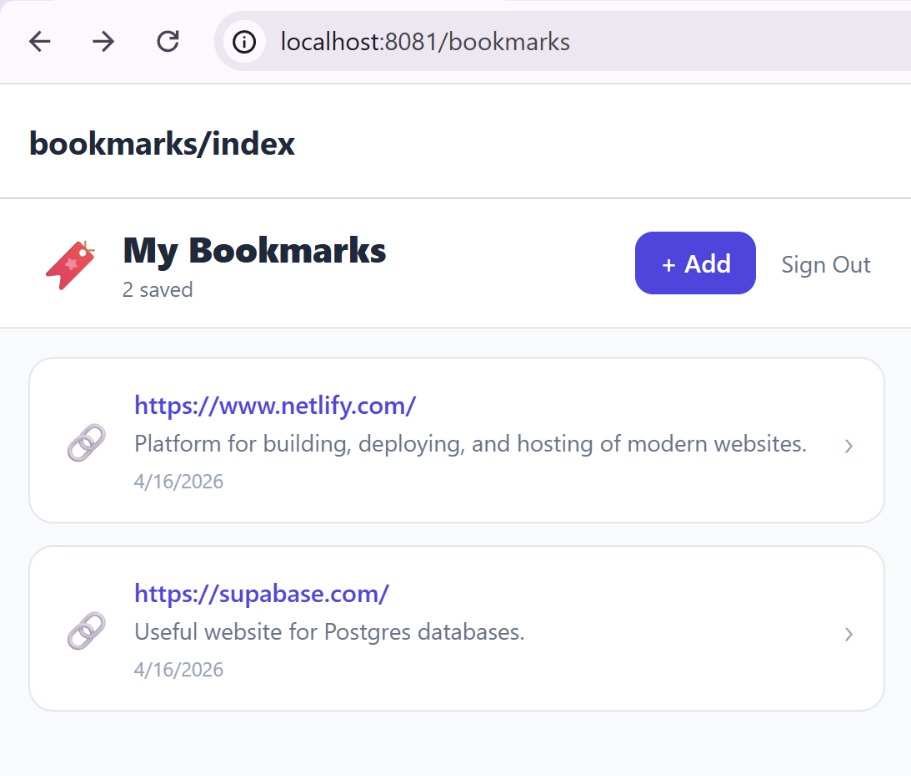 localhost:8081/bookmarks
bookmarks/index
My Bookmarks
2 saved
+ Add
Sign Out
https://www.netlify.com/
Platform for building, deploying, and hosting of modern websites.
4/16/2026
https://supabase.com/
Useful website for Postgres databases.
4/16/2026